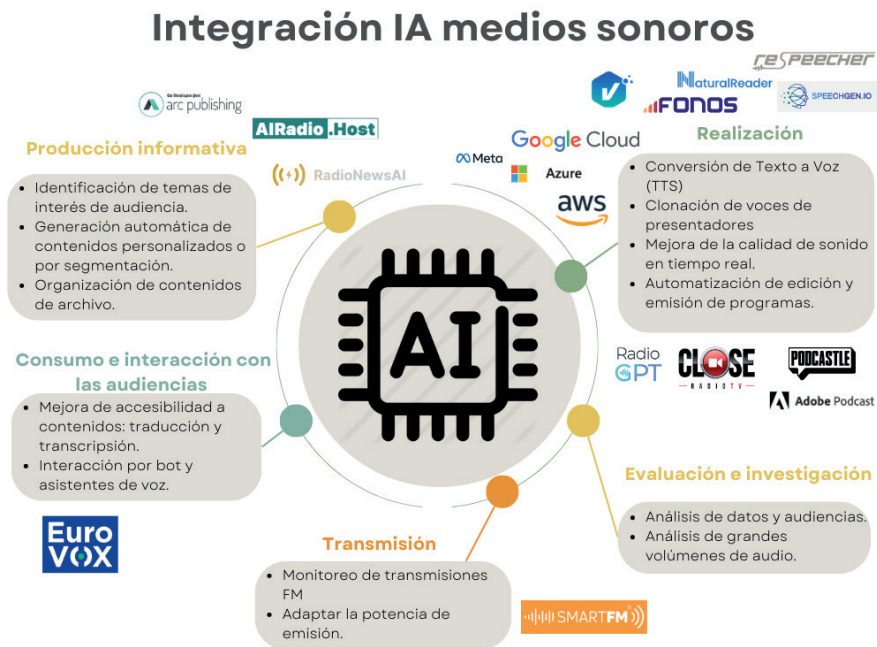 Integración IA medios sonoros
The Washington Post
arc publishing
AIRadio.Host
RadioNewsAI
Producción informativa
• Identificación de temas de
interés de audiencia.
• Generación automática de
contenidos personalizados o
por segmentación.
• Organización de contenidos
de archivo.
RESPEECHER
NaturalReader
FONOS
SPEECHGEN.IO
Google Cloud
Meta
Azure
aws
Realización
• Conversión de Texto a Voz
(TTS)
• Clonación de voces de
presentadores
• Mejora de la calidad de sonido
en tiempo real.
• Automatización de edición y
emisión de programas.
AI
Radio
GPT
CLOSE
RADIOTV
PODCASTLE
Adobe Podcast
Consumo e interacción con
las audiencias
• Mejora de accesibilidad a
contenidos: traducción y
transcripsión.
• Interacción por bot y
asistentes de voz.
Euro
VOX
Evaluación e investigación
• Análisis de datos y audiencias.
• Análisis de grandes
volúmenes de audio.
Transmisión
• Monitoreo de transmisiones
FM
• Adaptar la potencia de
emisión.
SMARTFM